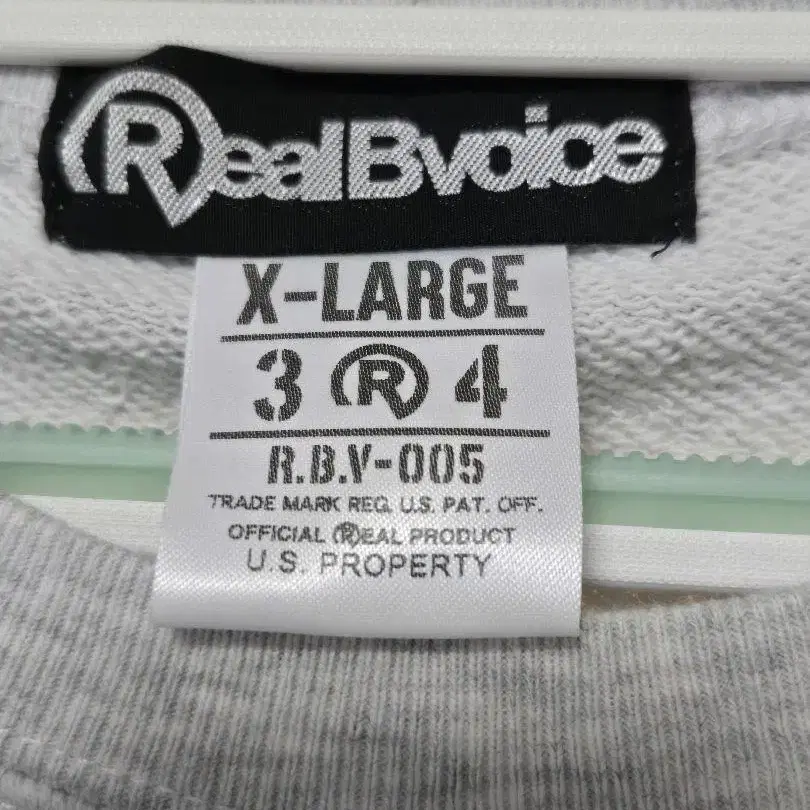 RealBvoice
X-LARGE
3 R 4
R.B.V-005
TRADE MARK REG. U.S. PAT. OFF.
OFFICIAL REAL PRODUCT
U.S. PROPERTY